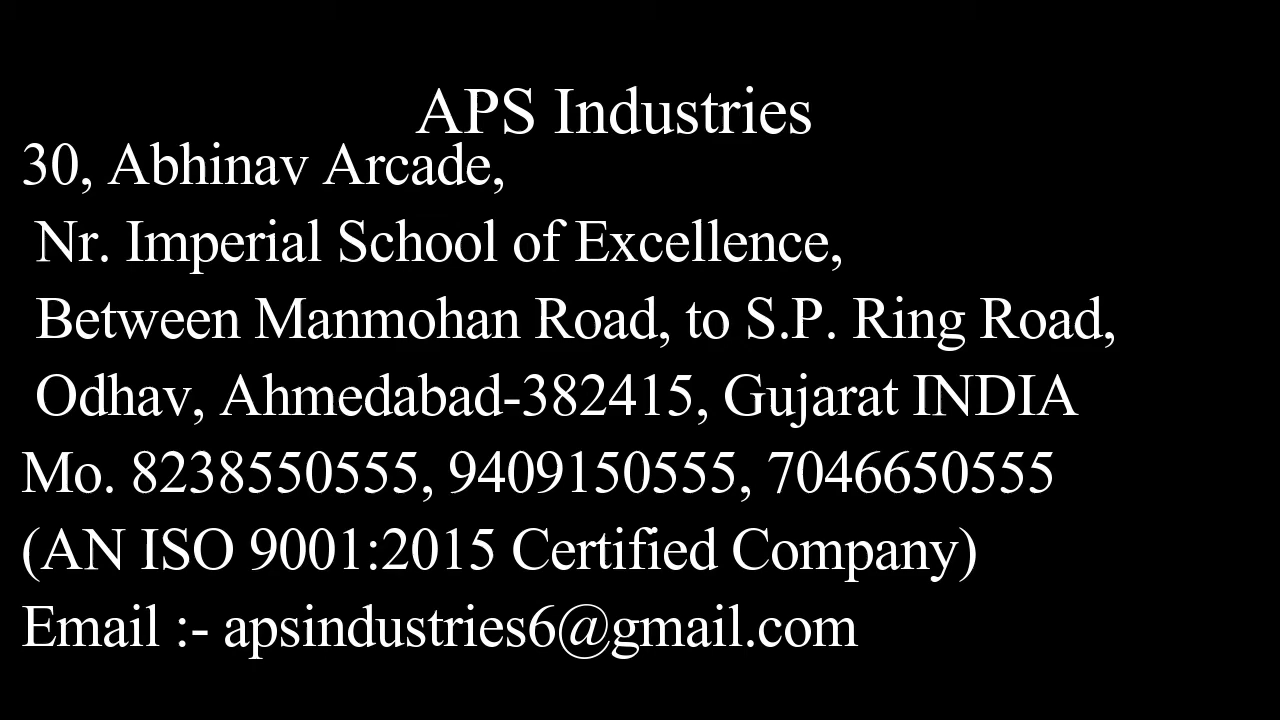 APS Industries
30, Abhinav Arcade,
Nr. Imperial School of Excellence,
Between Manmohan Road, to S.P. Ring Road,
Odhav, Ahmedabad-382415, Gujarat INDIA
Mo. 8238550555, 9409150555, 7046650555
(AN ISO 9001:2015 Certified Company)
Email :- apsindustries6@gmail.com